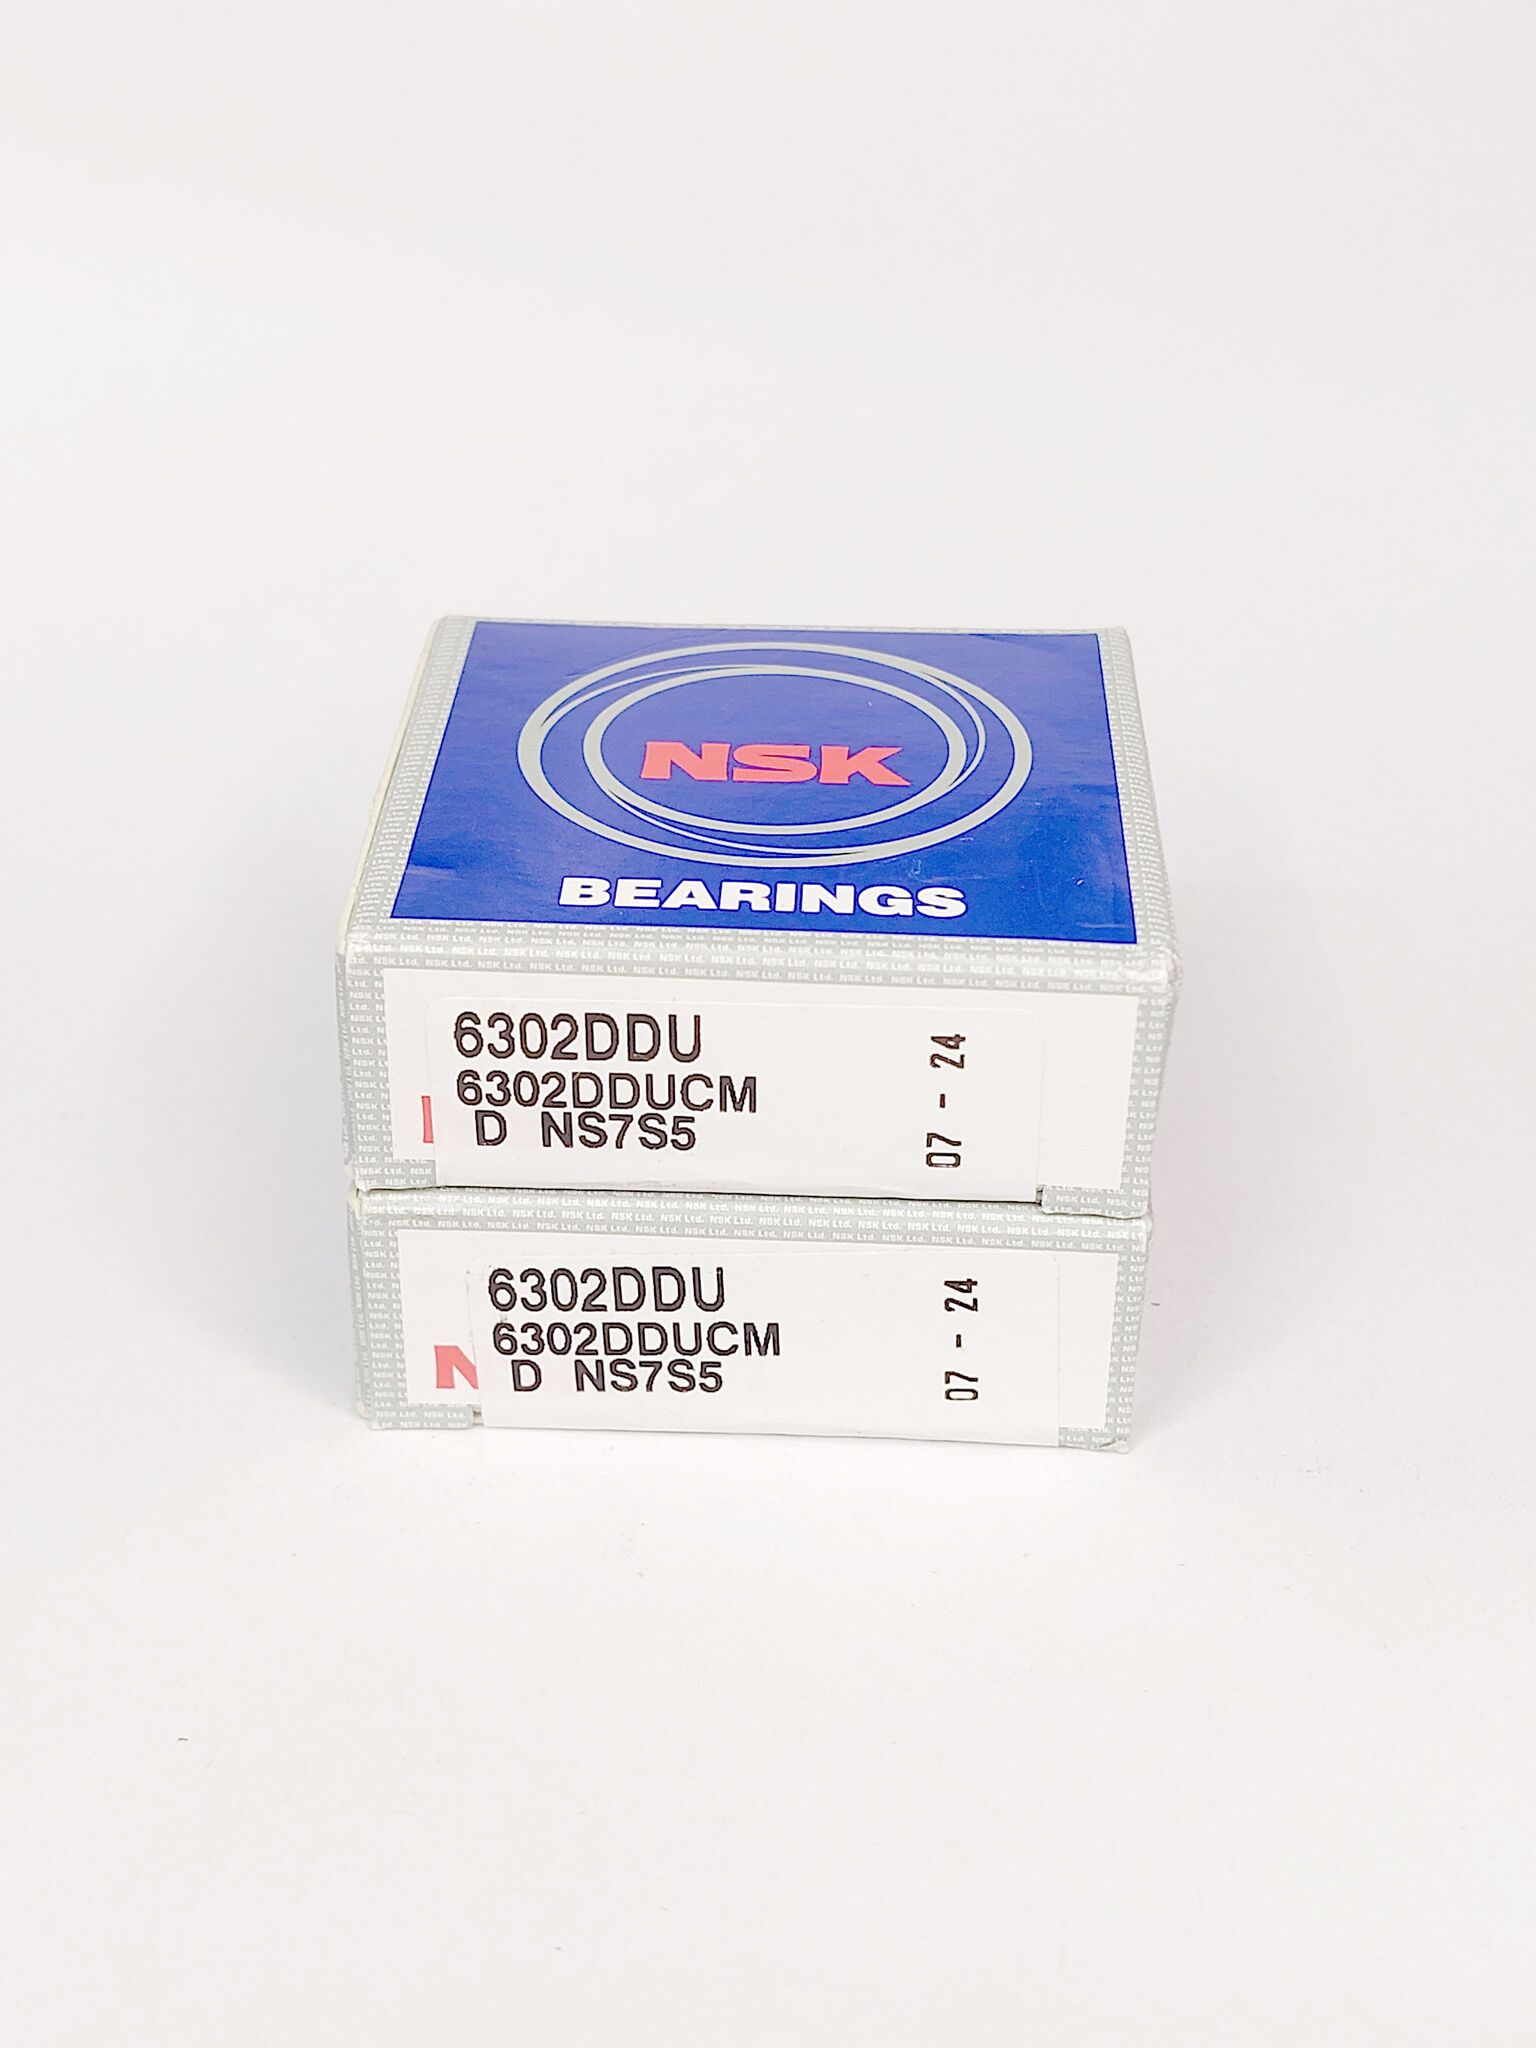 NSK
BEARINGS
6302DDU
6302DDUCM
D NS7S5
07 - 24
6302DDU
6302DDUCM
D NS7S5
07 - 24
N